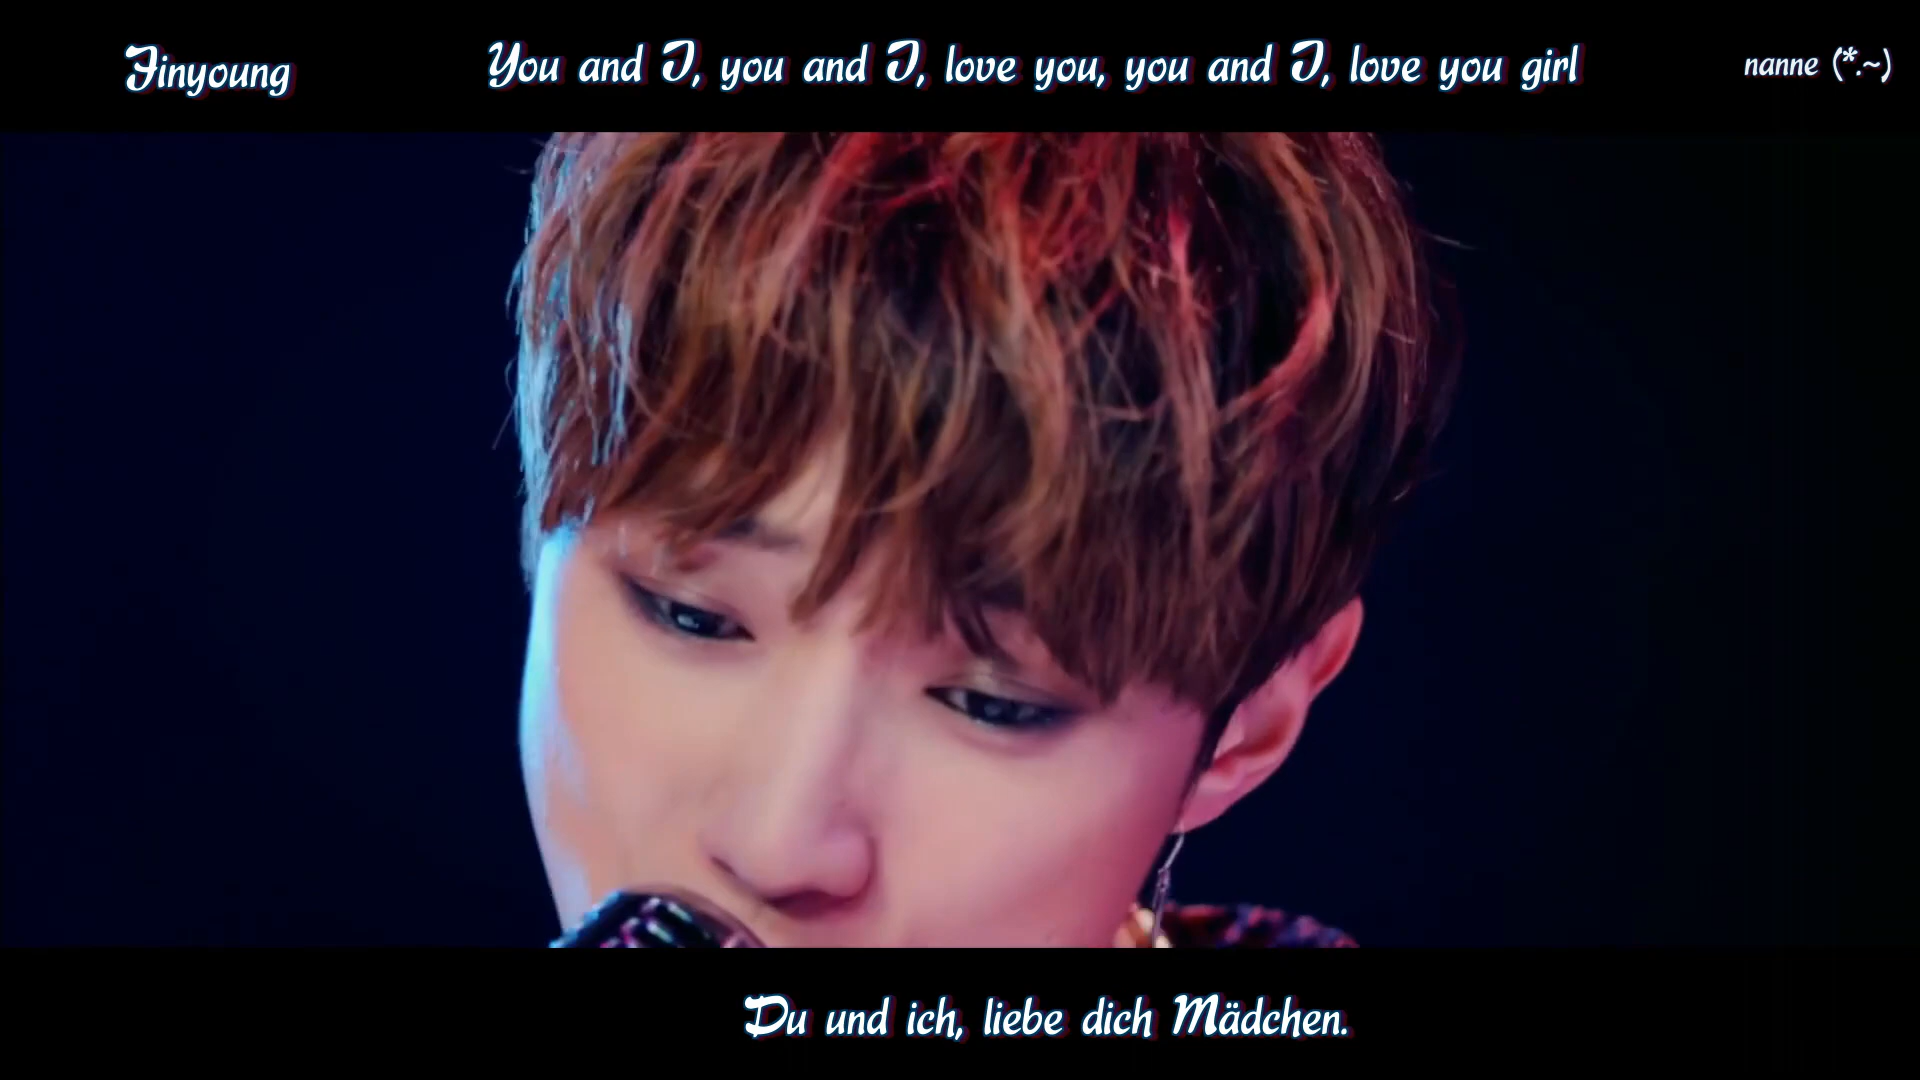 Jinyoung
You and I, you and I, love you, you and I, love you girl
nanne (*.~)
Du und ich, liebe dich Mädchen.